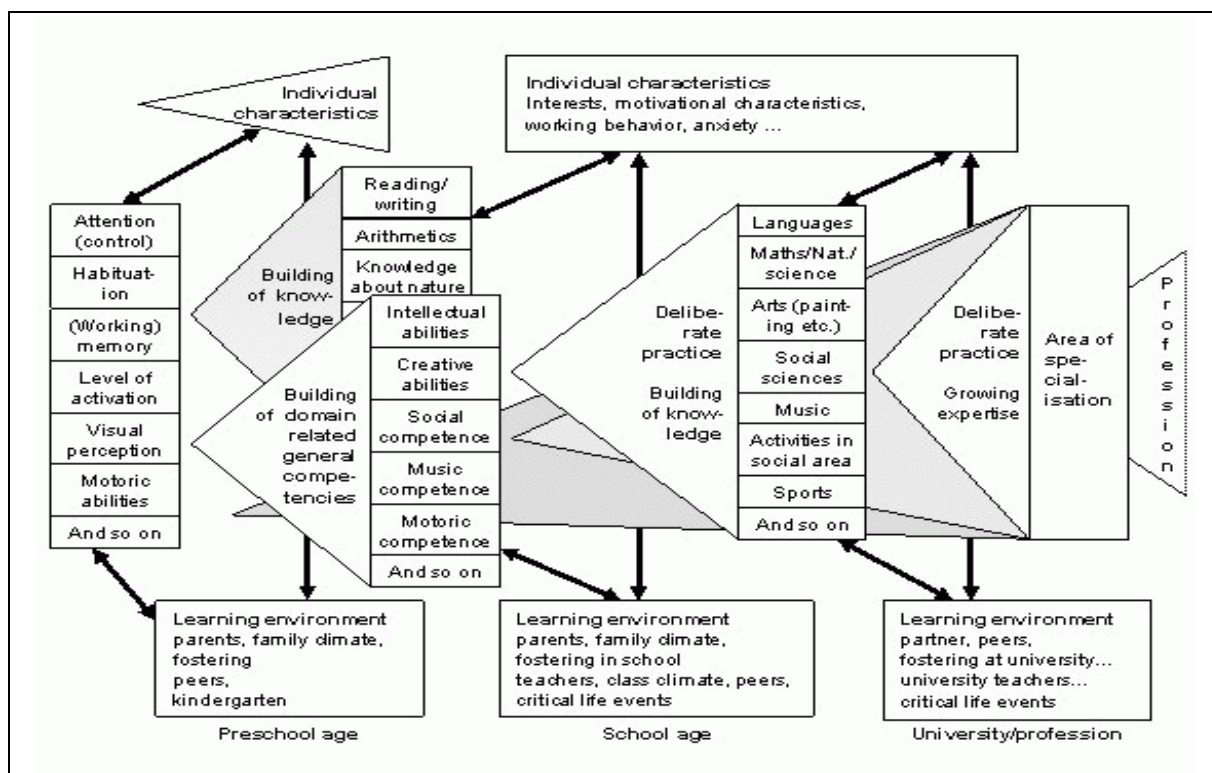 Individual
characteristics
Individual characteristics
Interests, motivational characteristics,
working behavior, anxiety ...
Attention
(control)
Habituat-
ion
(Working)
memory
Level of
activation
Visual
perception
Motoric
abilities
And so on
Building
of know-
ledge
Reading/
writing
Arithmetics
Knowledge
about nature
Building
of domain
related
general
compe-
tencies
Intellectual
abilities
Creative
abilities
Social
competence
Music
competence
Motoric
competence
And so on
Delibe-
rate
practice
Building
of know-
ledge
Languages
Maths/Nat./
science
Arts (paint-
ing etc.)
Social
sciences
Music
Activities in
social area
Sports
And so on
Delibe-
rate
practice
Growing
expertise
Area of
spe-
cial-
isation
Profession
Learning environment
parents, family climate,
fostering
peers,
kindergarten
Learning environment
parents, family climate,
fostering in school
teachers, class climate, peers,
critical life events
Learning environment
partner, peers,
fostering at university...
university teachers...
critical life events
Preschool age
School age
University/profession